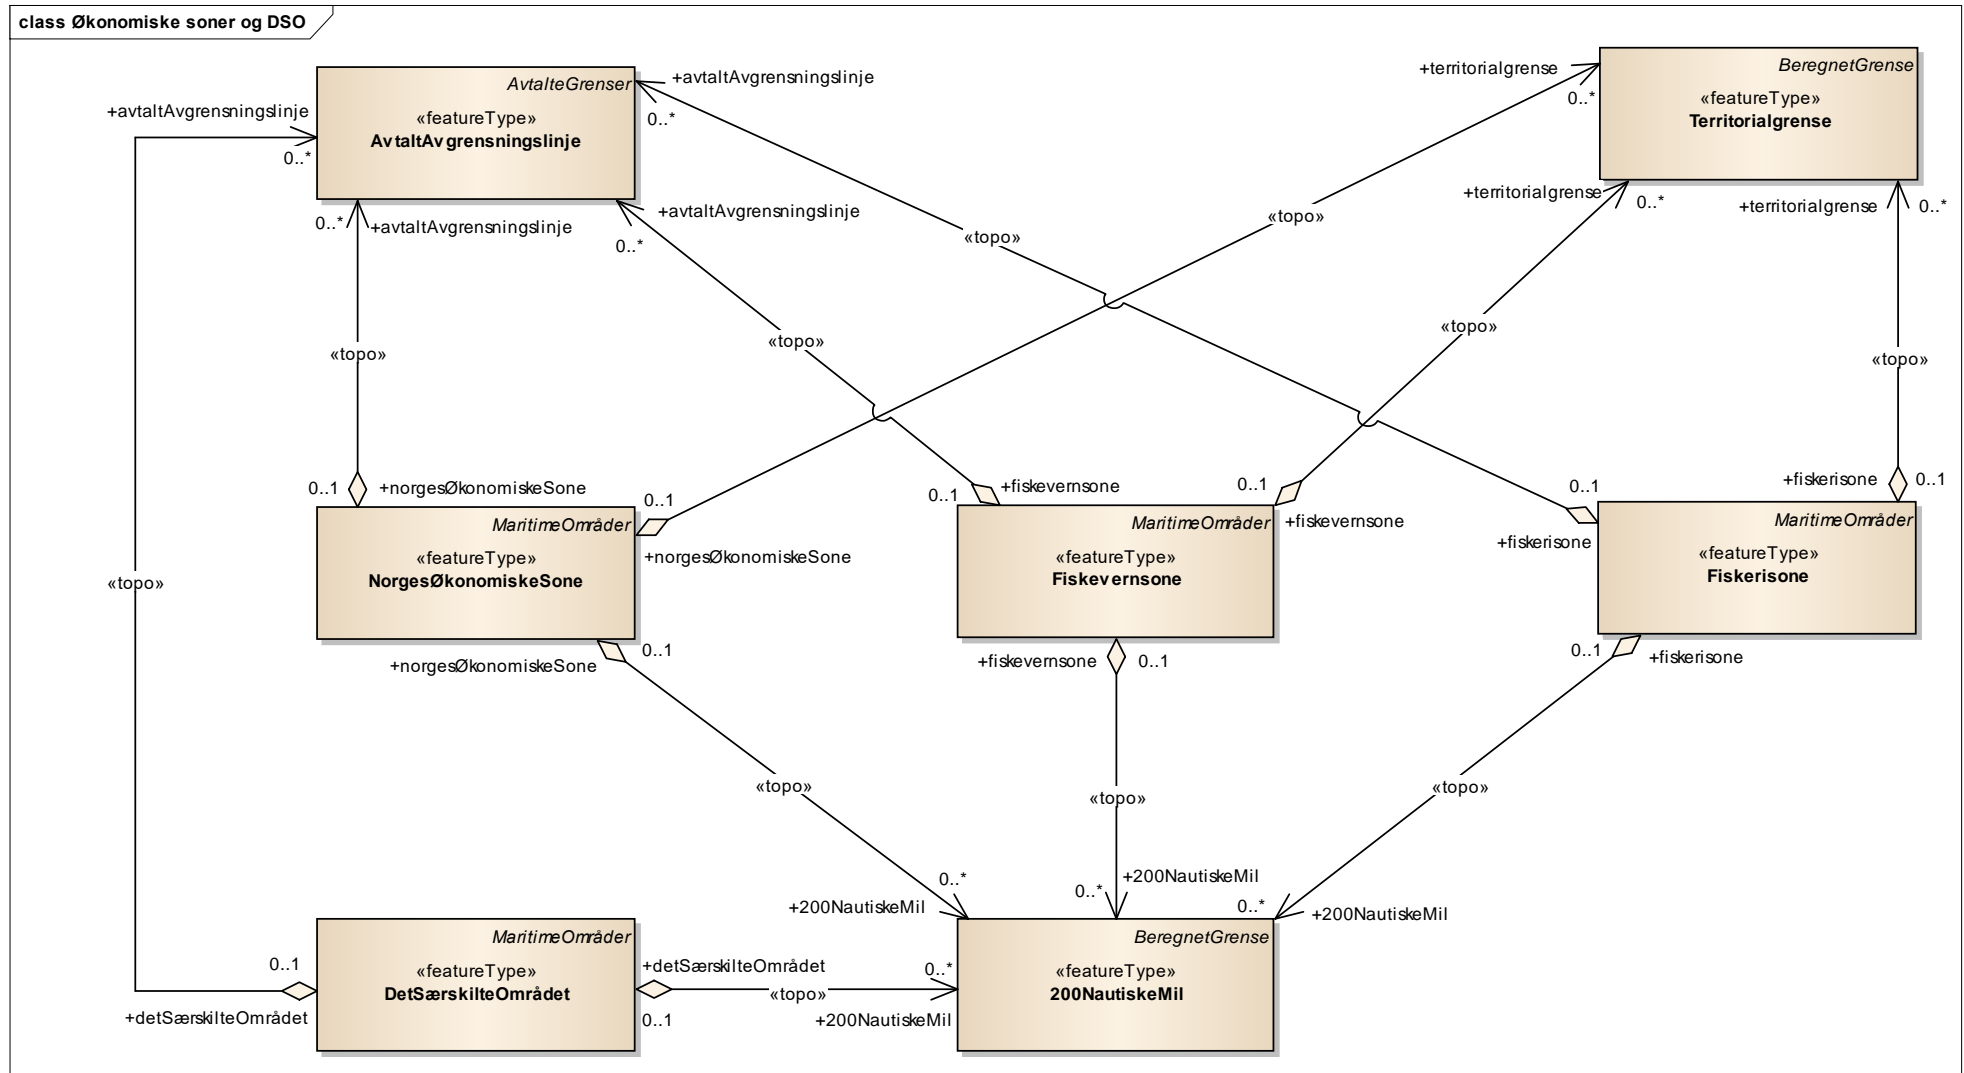 class Økonomiske soner og DSO
AvtalteGrenser
«featureType»
AvtaltAvgrensningslinje
BeregnetGrense
«featureType»
Territorialgrense
+avtaltAvgrensningslinje
0..*
+avtaltAvgrensningslinje
0..*
+territorialgrense
0..*
0..*
+avtaltAvgrensningslinje
+avtaltAvgrensningslinje
0..*
+territorialgrense
0..*
+territorialgrense
0..*
«topo»
«topo»
«topo»
«topo»
«topo»
«topo»
0..1
+norgesØkonomiskeSone
0..1
+norgesØkonomiskeSone
0..1
+fiskevernsone
0..1
+fiskevernsone
0..1
+fiskerisone
+fiskerisone
0..1
MaritimeOmråder
«featureType»
NorgesØkonomiskeSone
MaritimeOmråder
«featureType»
Fiskevernsone
MaritimeOmråder
«featureType»
Fiskerisone
«topo»
+norgesØkonomiskeSone
0..1
+fiskevernsone
0..1
0..1
+fiskerisone
«topo»
«topo»
«topo»
0..*
+200NautiskeMil
0..*
+200NautiskeMil
0..*
+200NautiskeMil
MaritimeOmråder
«featureType»
DetSærskilteOmrådet
BeregnetGrense
«featureType»
200NautiskeMil
0..1
+detSærskilteOmrådet
+detSærskilteOmrådet
0..1
«topo»
0..*
+200NautiskeMil